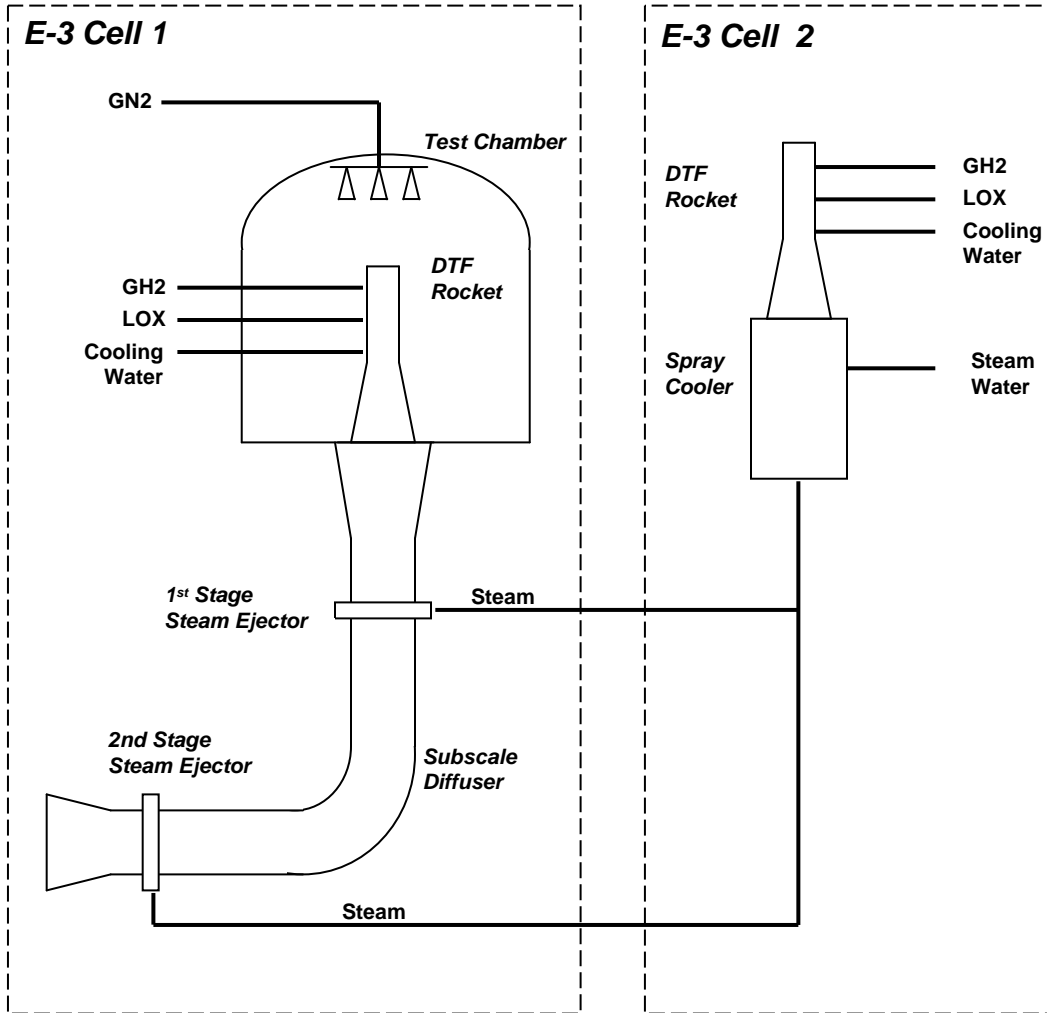 E-3 Cell 1
GN2
Test Chamber
DTF
Rocket
GH2
LOX
Cooling
Water
1st Stage
Steam Ejector
Steam
2nd Stage
Steam Ejector
Subscale
Diffuser
Steam
E-3 Cell 2
DTF
Rocket
GH2
LOX
Cooling
Water
Spray
Cooler
Steam
Water